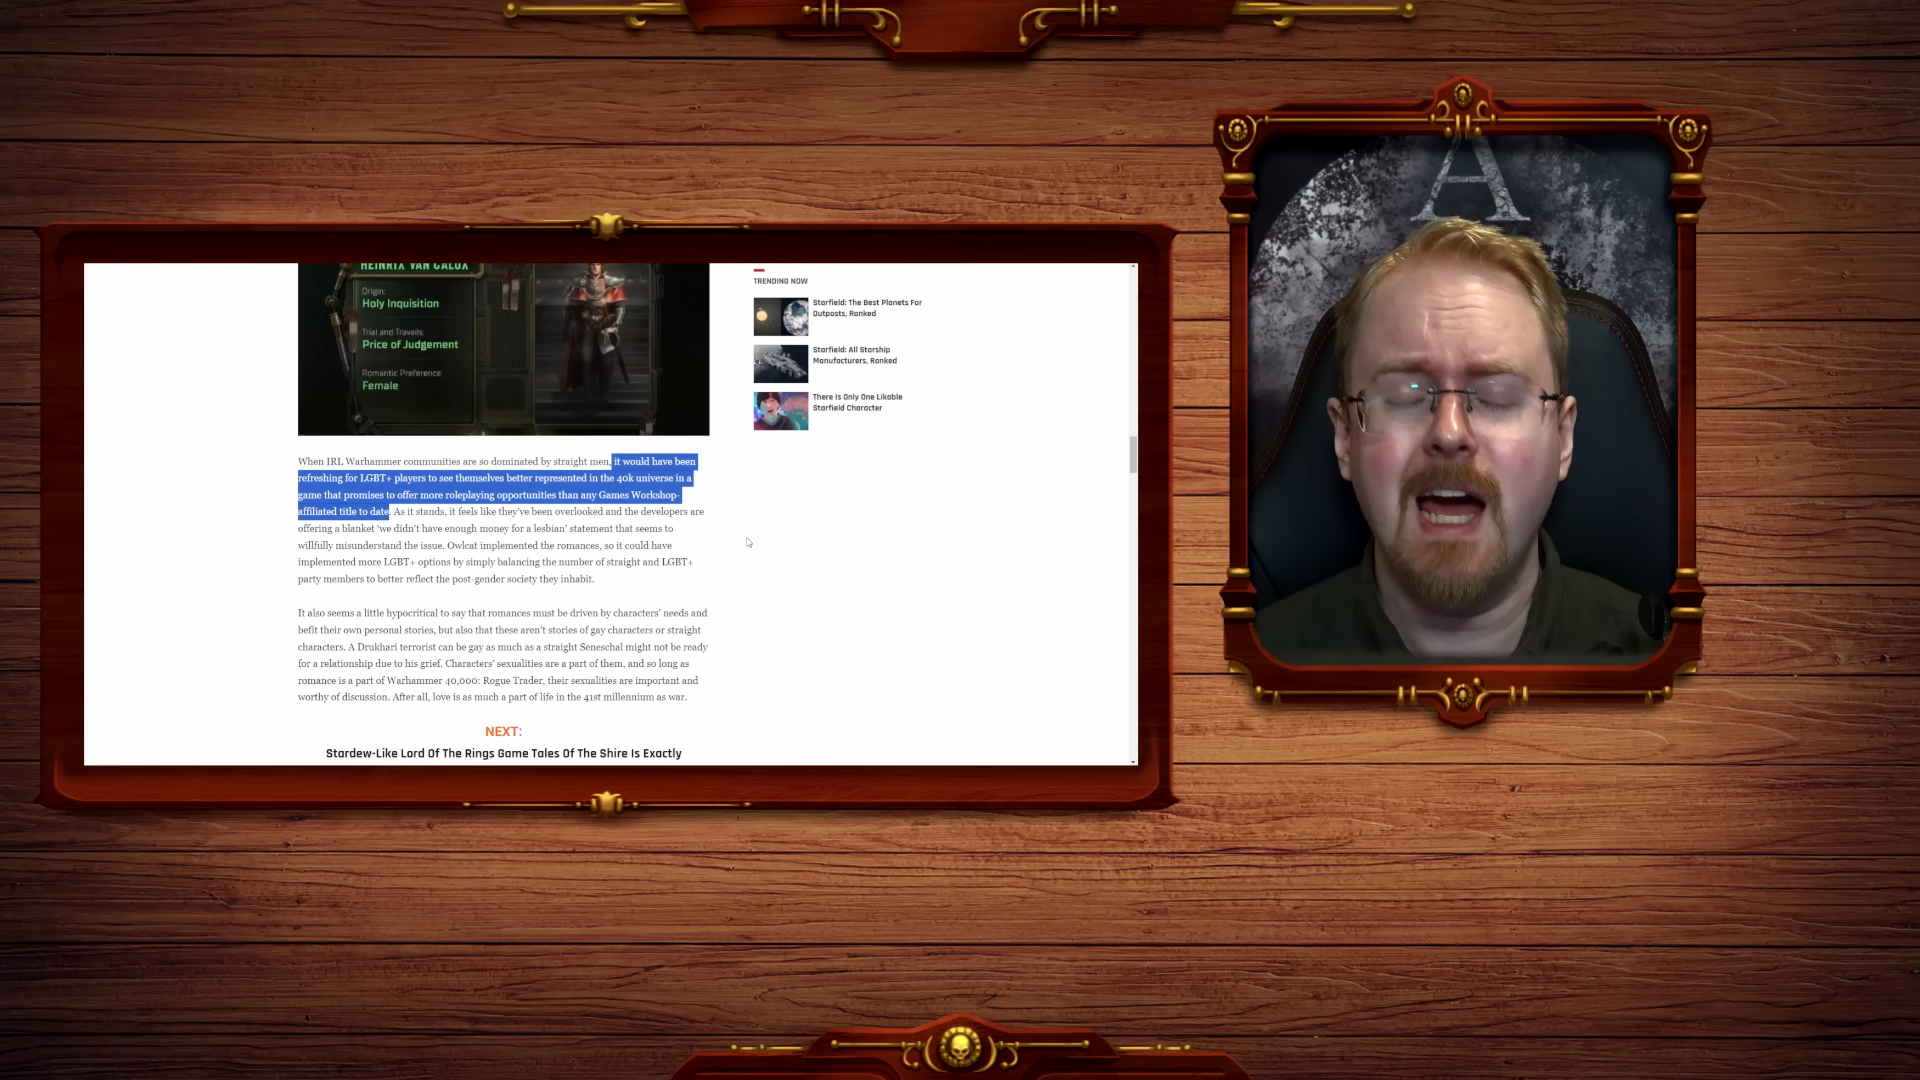 A
HEINRIX VAN CALOX
Origin:
Holy Inquisition
Trial and Travails:
Price of Judgement
Romantic Preference:
Female
When IRL Warhammer communities are so dominated by straight men, it would have been
refreshing for LGBT+ players to see themselves better represented in the 40k universe in a
game that promises to offer more roleplaying opportunities than any Games Workshop-
affiliated title to date. As it stands, it feels like they've been overlooked and the developers are
offering a blanket 'we didn't have enough money for a lesbian' statement that seems to
willfully misunderstand the issue. Owlcat implemented the romances, so it could have
implemented more LGBT+ options by simply balancing the number of straight and LGBT+
party members to better reflect the post-gender society they inhabit.
It also seems a little hypocritical to say that romances must be driven by characters' needs and
befit their own personal stories, but also that these aren't stories of gay characters or straight
characters. A Drukhari terrorist can be gay as much as a straight Seneschal might not be ready
for a relationship due to his grief. Characters' sexualities are a part of them, and so long as
romance is a part of Warhammer 40,000: Rogue Trader, their sexualities are important and
worthy of discussion. After all, love is as much a part of life in the 41st millennium as war.
NEXT:
Stardew-Like Lord Of The Rings Game Tales Of The Shire Is Exactly
TRENDING NOW
Starfield: The Best Planets For
Outposts, Ranked
Starfield: All Starship
Manufacturers, Ranked
There Is Only One Likable
Starfield Character